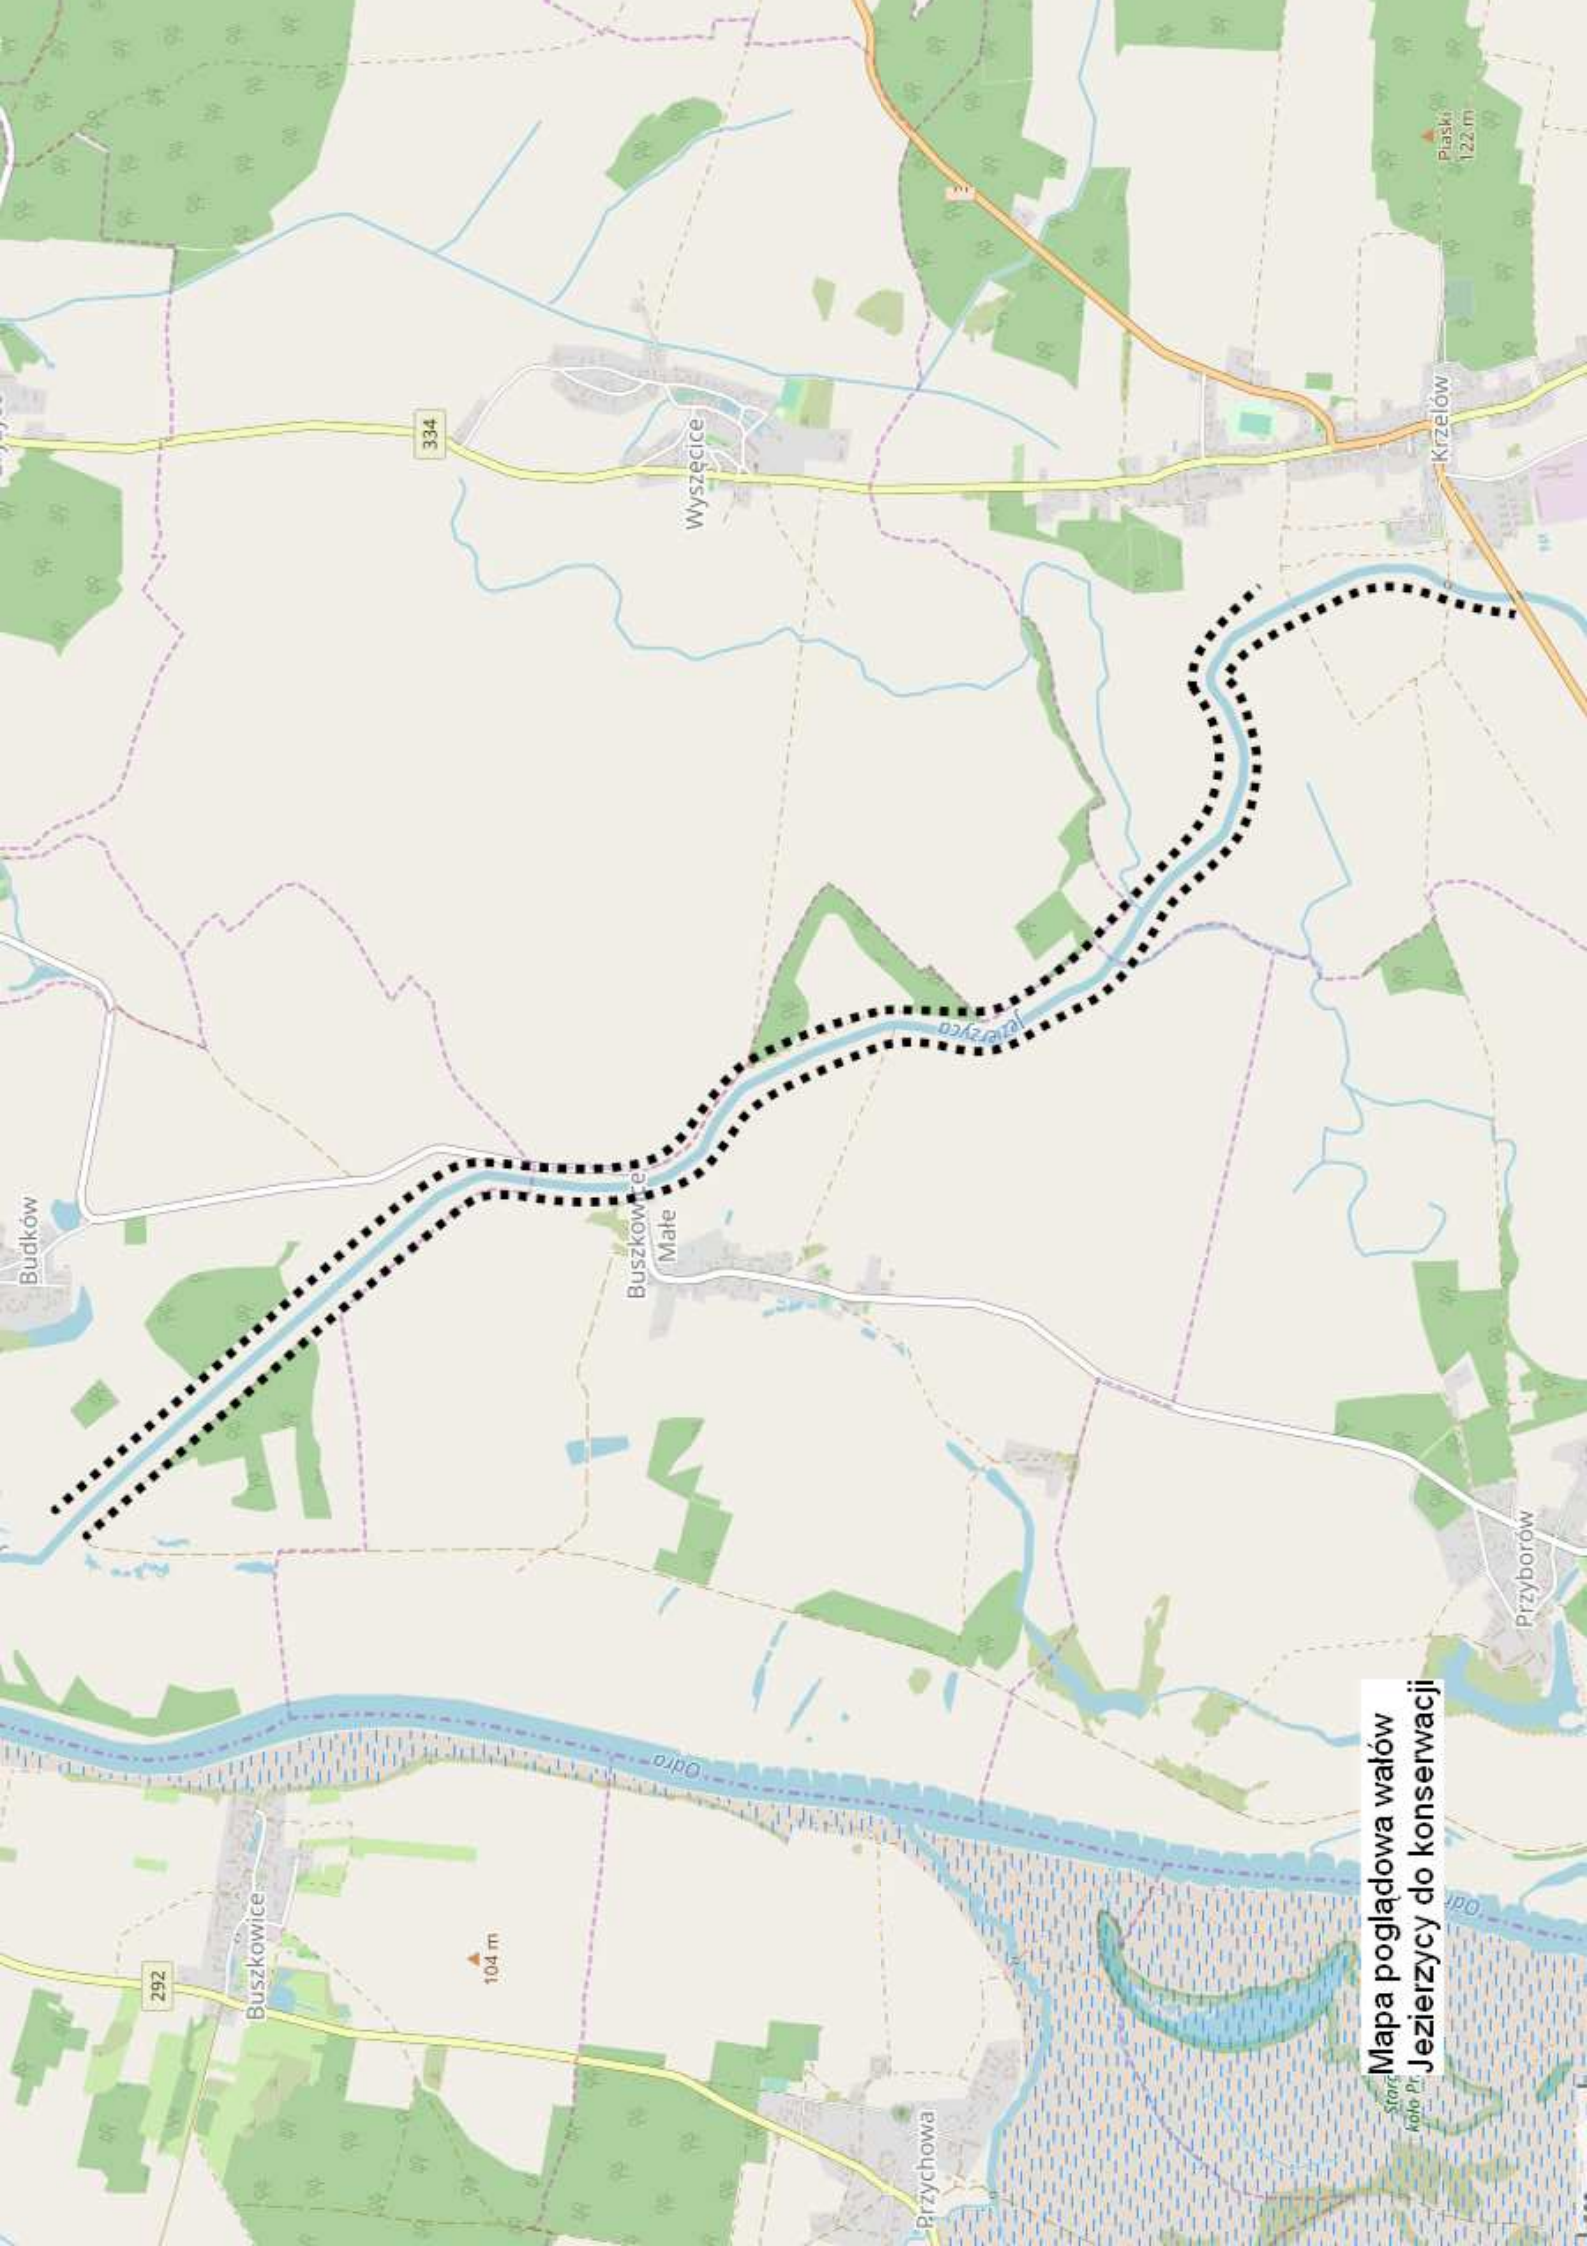 Budków
334
Wyszęcice
Krzelów
Piaski
122 m
Buszkowice
Małe
Jezierzyca
Przyborów
Odra
Odra
292
Buszkowice
104 m
Przychowa
Mapa poglądowa wałów
Jezierzycy do konserwacji